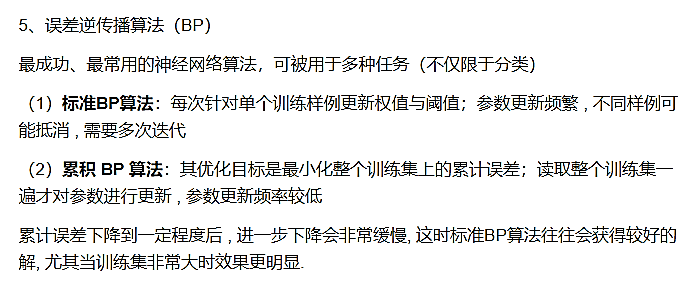 5、误差逆传播算法（BP）
最成功、最常用的神经网络算法，可被用于多种任务（不仅限于分类）
（1）标准BP算法：每次针对单个训练样例更新权值与阈值；参数更新频繁 , 不同样例可
能抵消 , 需要多次迭代
（2）累积 BP 算法：其优化目标是最小化整个训练集上的累计误差；读取整个训练集一
遍才对参数进行更新 , 参数更新频率较低
累计误差下降到一定程度后 , 进一步下降会非常缓慢, 这时标准BP算法往往会获得较好的
解, 尤其当训练集非常大时效果更明显.